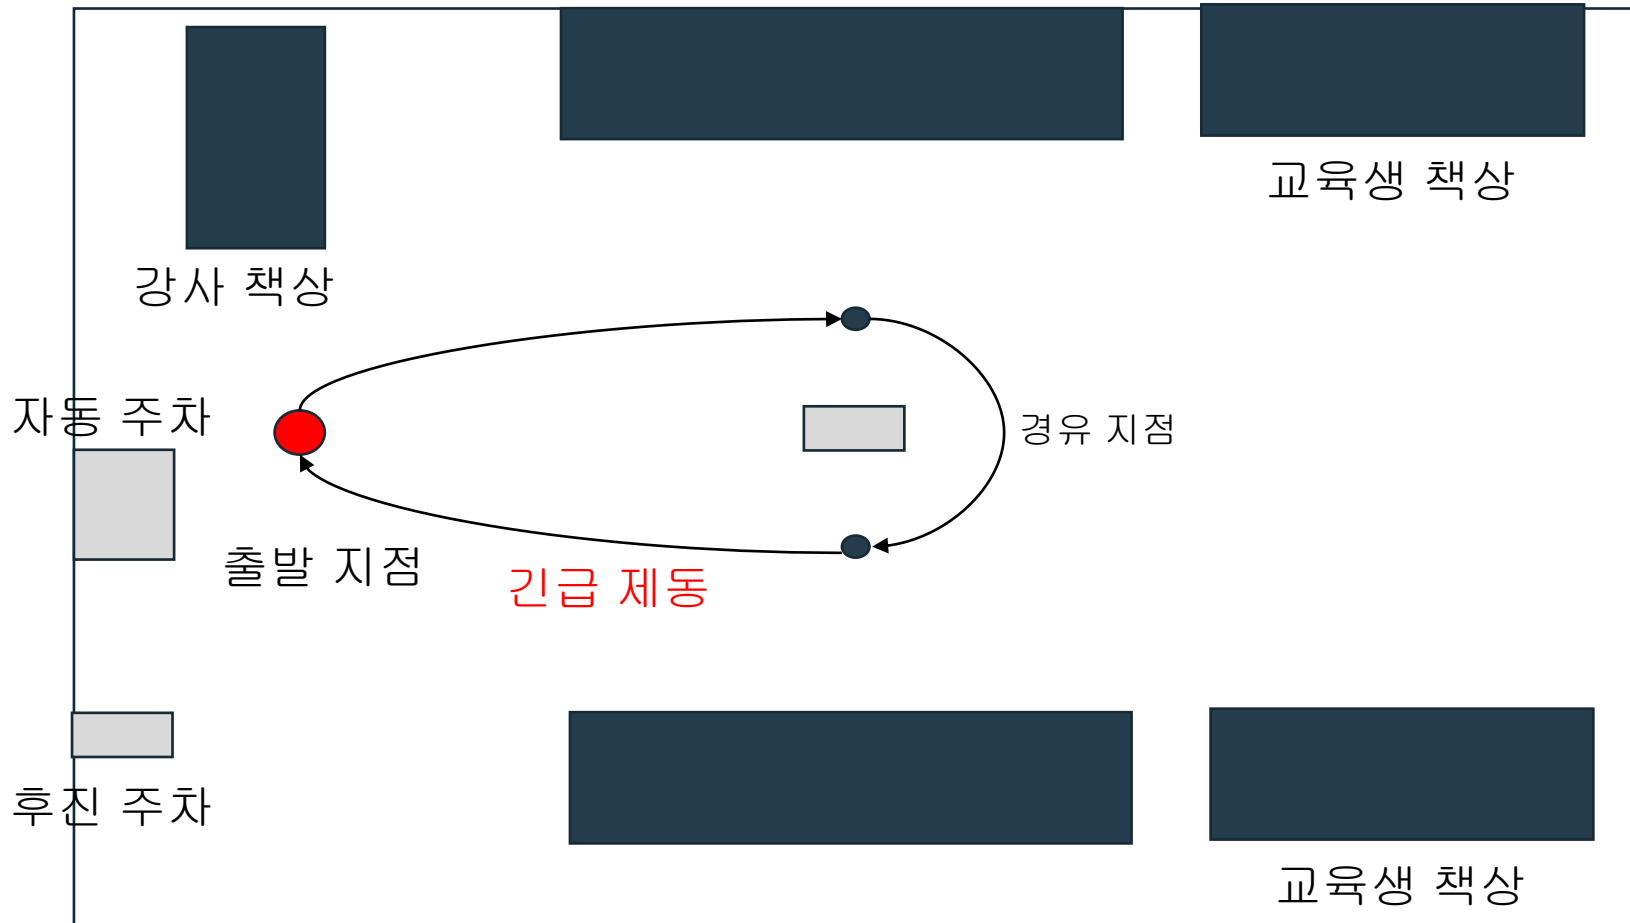 교육생 책상
강사 책상
자동 주차
경유 지점
출발 지점
긴급 제동
후진 주차
교육생 책상